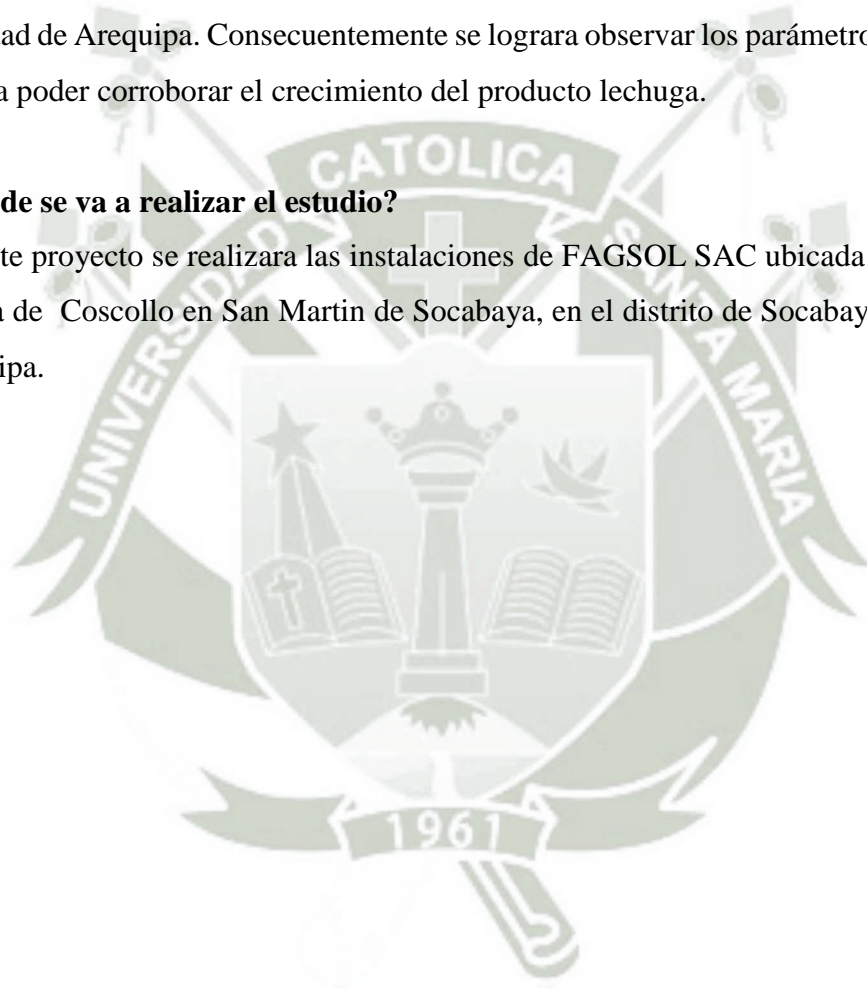 ad de Arequipa. Consecuentemente se lograra observar los parámetro
a poder corroborar el crecimiento del producto lechuga.
de se va a realizar el estudio?
te proyecto se realizara las instalaciones de FAGSOL SAC ubicada
a de Coscollo en San Martin de Socabaya, en el distrito de Socabay
ipa.
UNIVERSIDAD CATOLICA SANTA MARIA
1961